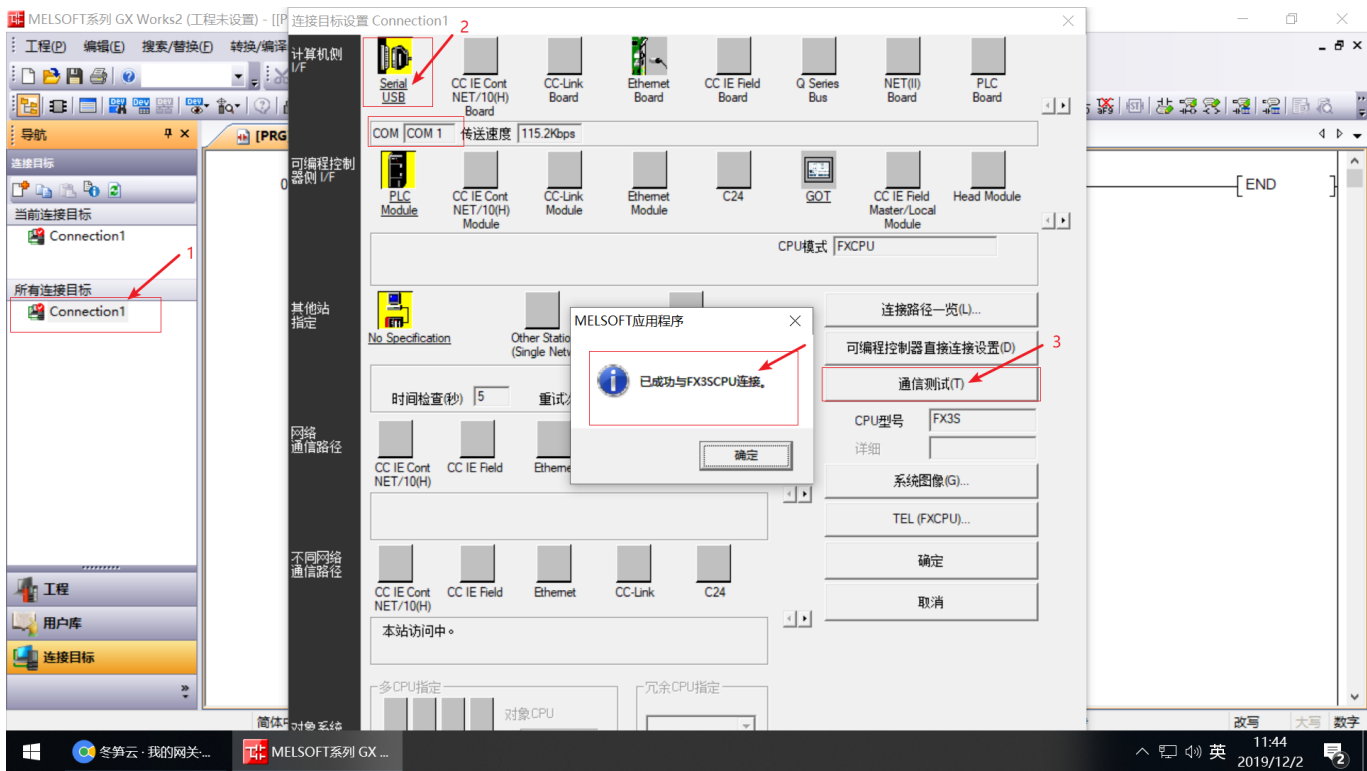 MELSOFT系列 GX Works2 (工程未设置) - [[P
连接目标设置 Connection1
2
工程(P) 编辑(E) 搜索/替换(F) 转换/编译
导航
[PRG
连接目标
当前连接目标
Connection1
1
所有连接目标
Connection1
工程
用户库
连接目标
计算机侧
I/F
Serial
USB
CC IE Cont
NET/10(H)
Board
CC-Link
Board
Ethernet
Board
CC IE Field
Board
Q Series
Bus
NET(II)
Board
PLC
Board
COM COM 1 传送速度 115.2Kbps
可编程控制
器侧 I/F
PLC
Module
CC IE Cont
NET/10(H)
Module
CC-Link
Module
Ethernet
Module
C24
GOT
CC IE Field
Master/Local
Module
Head Module
0
END
CPU模式 FXCPU
其他站
指定
No Specification
Other Statio
(Single Netw
MELSOFT应用程序
已成功与FX3SCPU连接。
确定
连接路径一览(L)...
可编程控制器直接连接设置(D)
3
通信测试(T)
时间检查(秒) 5 重试
CPU型号 FX3S
详细
系统图像(G)...
TEL (FXCPU)...
确定
取消
网络
通信路径
CC IE Cont
NET/10(H)
CC IE Field
Etherne
不同网络
通信路径
CC IE Cont
NET/10(H)
CC IE Field
Ethernet
CC-Link
C24
本站访问中。
多CPU指定
对象CPU
冗余CPU指定
对象系统
简体
改写 大写 数字
冬笋云 · 我的网关·...
MELSOFT系列 GX ...
英
11:44
2019/12/2
2